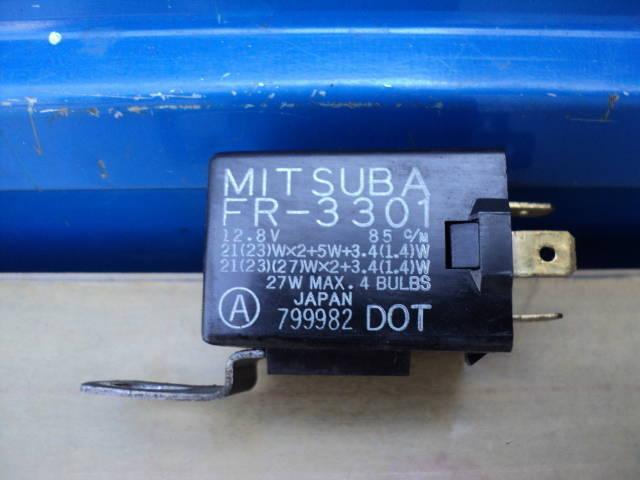 MITSUBA
FR-3301
12.8V 85 c/m
21(23)W×2+5W+3.4(1.4)W
21(23)(27)W×2+3.4(1.4)W
27W MAX. 4 BULBS
JAPAN
A 799982 DOT